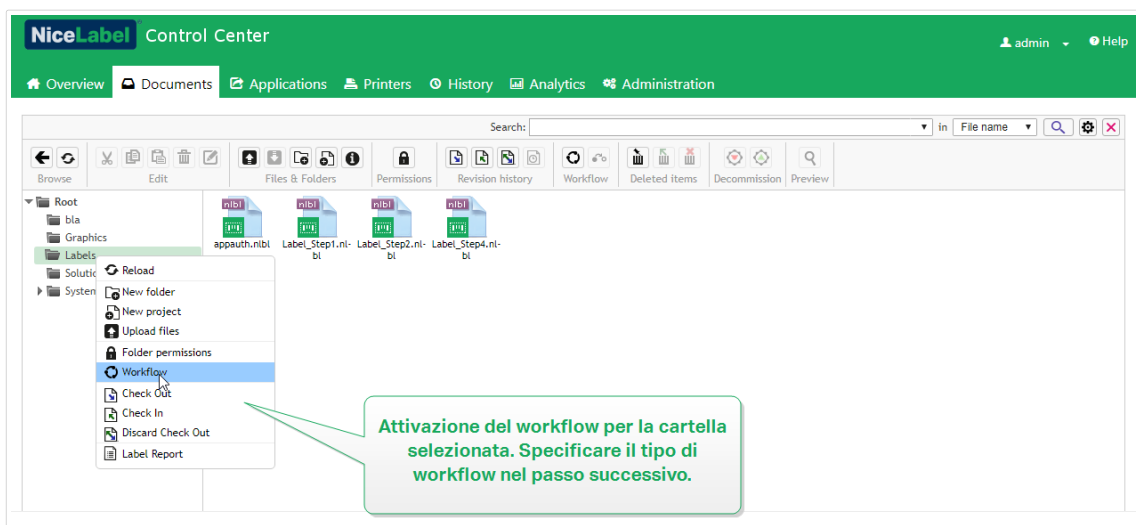 NiceLabel Control Center
admin
Help
Overview
Documents
Applications
Printers
History
Analytics
Administration
Search:
in
File name
Browse
Edit
Files & Folders
Permissions
Revision history
Workflow
Deleted items
Decommission
Preview
Root
bla
Graphics
Labels
Solutio
System
nlbl
nlbl
nlbl
nlbl
appauth.nlbl
Label_Step1.nl-
bl
Label_Step2.nl-
bl
Label_Step4.nl-
bl
Reload
New folder
New project
Upload files
Folder permissions
Workflow
Check Out
Check In
Discard Check Out
Label Report
Attivazione del workflow per la cartella
selezionata. Specificare il tipo di
workflow nel passo successivo.